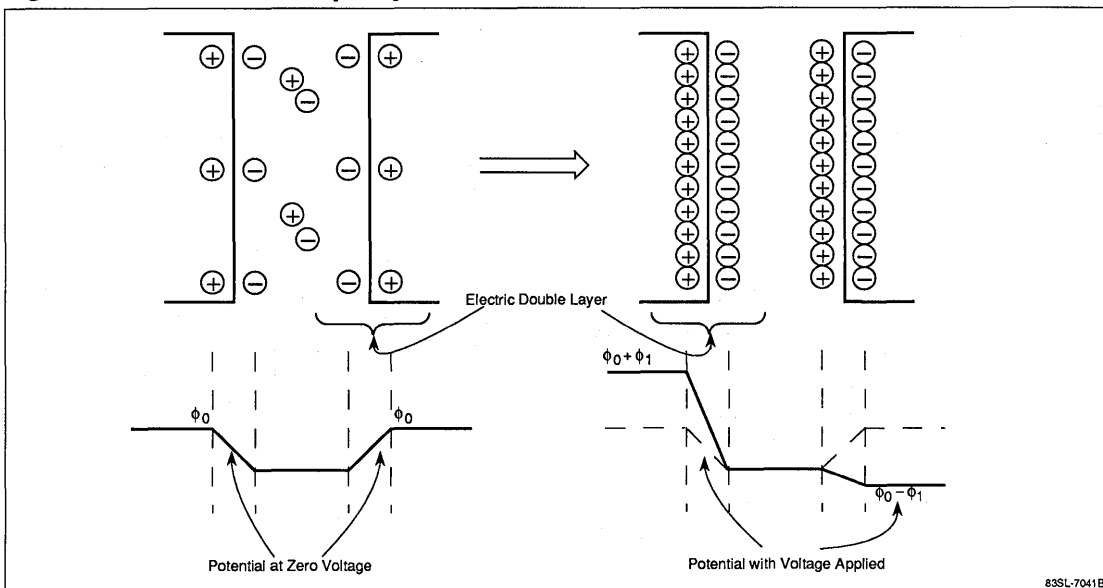 Electric Double Layer
ϕ0 + ϕ1
ϕ0
ϕ0
ϕ0 – ϕ1
Potential at Zero Voltage
Potential with Voltage Applied
83SL-7041B